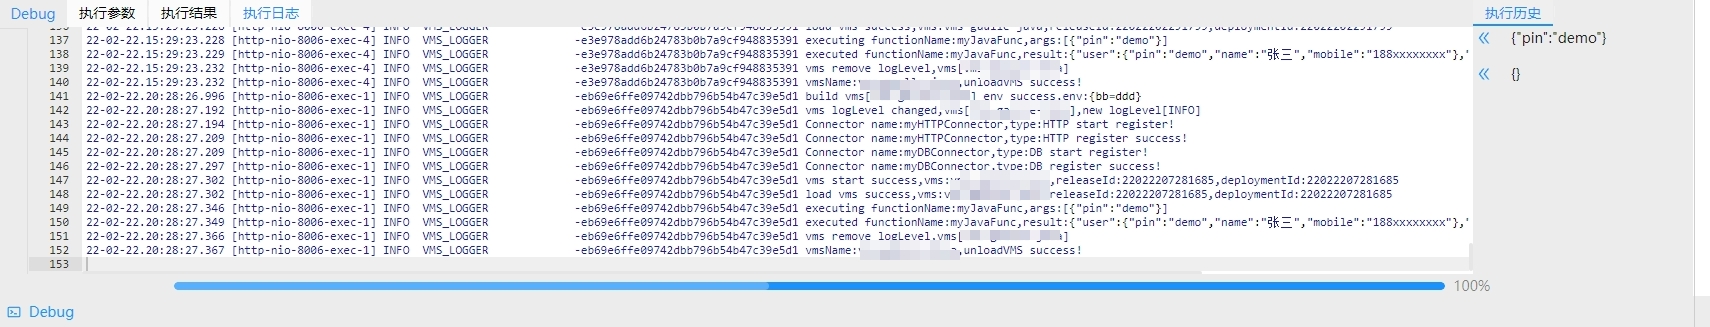 Debug 执行参数 执行结果 执行日志 执行历史
137 22-02-22.15:29:23.228 [http-nio-8006-exec-4] INFO VMS_LOGGER -e3e978add6b24783b0b7a9cf948835391 executing functionName:myJavaFunc,args:[{"pin":"demo"}]
138 22-02-22.15:29:23.229 [http-nio-8006-exec-4] INFO VMS_LOGGER -e3e978add6b24783b0b7a9cf948835391 executed functionName:myJavaFunc,result:{"user":{"pin":"demo","name":"张三","mobile":"188xxxxxxxx"},"
139 22-02-22.15:29:23.232 [http-nio-8006-exec-4] INFO VMS_LOGGER -e3e978add6b24783b0b7a9cf948835391 vms remove logLevel,vms[ ]
140 22-02-22.15:29:23.232 [http-nio-8006-exec-4] INFO VMS_LOGGER -e3e978add6b24783b0b7a9cf948835391 vmsName: ,unloadVMS success!
141 22-02-22.20:28:26.996 [http-nio-8006-exec-1] INFO VMS_LOGGER -eb69e6ffe09742dbb796b54b47c39e5d1 build vms[ ] env success.env:{bb=ddd}
142 22-02-22.20:28:27.192 [http-nio-8006-exec-1] INFO VMS_LOGGER -eb69e6ffe09742dbb796b54b47c39e5d1 vms logLevel changed,vms[ ],new logLevel[INFO]
143 22-02-22.20:28:27.194 [http-nio-8006-exec-1] INFO VMS_LOGGER -eb69e6ffe09742dbb796b54b47c39e5d1 Connector name:myHTTPConnector,type:HTTP start register!
144 22-02-22.20:28:27.209 [http-nio-8006-exec-1] INFO VMS_LOGGER -eb69e6ffe09742dbb796b54b47c39e5d1 Connector name:myHTTPConnector,type:HTTP register success!
145 22-02-22.20:28:27.209 [http-nio-8006-exec-1] INFO VMS_LOGGER -eb69e6ffe09742dbb796b54b47c39e5d1 Connector name:myDBConnector,type:DB start register!
146 22-02-22.20:28:27.297 [http-nio-8006-exec-1] INFO VMS_LOGGER -eb69e6ffe09742dbb796b54b47c39e5d1 Connector name:myDBConnector,type:DB register success!
147 22-02-22.20:28:27.302 [http-nio-8006-exec-1] INFO VMS_LOGGER -eb69e6ffe09742dbb796b54b47c39e5d1 vms start success,vms: ,releaseId:22022207281685,deploymentId:22022207281685
148 22-02-22.20:28:27.302 [http-nio-8006-exec-1] INFO VMS_LOGGER -eb69e6ffe09742dbb796b54b47c39e5d1 load vms success,vms: releaseId:22022207281685,deploymentId:22022207281685
149 22-02-22.20:28:27.346 [http-nio-8006-exec-1] INFO VMS_LOGGER -eb69e6ffe09742dbb796b54b47c39e5d1 executing functionName:myJavaFunc,args:[{"pin":"demo"}]
150 22-02-22.20:28:27.349 [http-nio-8006-exec-1] INFO VMS_LOGGER -eb69e6ffe09742dbb796b54b47c39e5d1 executed functionName:myJavaFunc,result:{"user":{"pin":"demo","name":"张三","mobile":"188xxxxxxxx"},"
151 22-02-22.20:28:27.366 [http-nio-8006-exec-1] INFO VMS_LOGGER -eb69e6ffe09742dbb796b54b47c39e5d1 vms remove logLevel,vms[ ]
152 22-02-22.20:28:27.367 [http-nio-8006-exec-1] INFO VMS_LOGGER -eb69e6ffe09742dbb796b54b47c39e5d1 vmsName: ,unloadVMS success!
153
{"pin":"demo"}
{}
100%
Debug